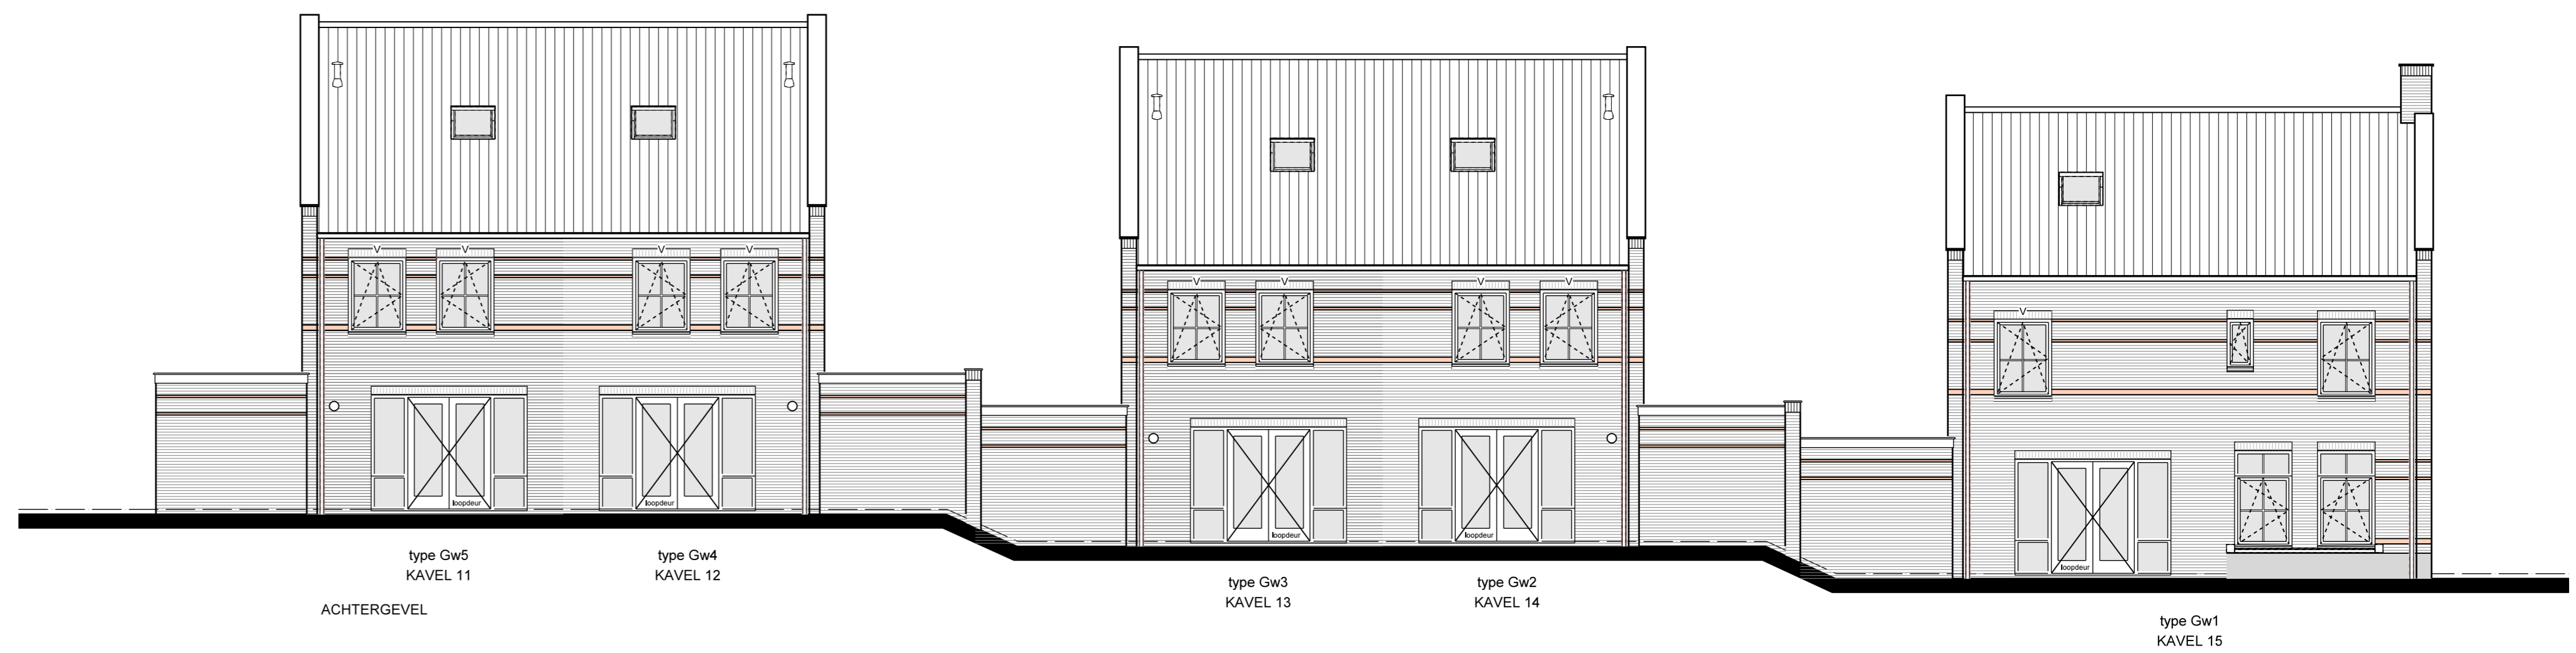 V V V V
V V V V
V
loopdeur loopdeur
loopdeur loopdeur
loopdeur
type Gw5
KAVEL 11
type Gw4
KAVEL 12
ACHTERGEVEL
type Gw3
KAVEL 13
type Gw2
KAVEL 14
type Gw1
KAVEL 15